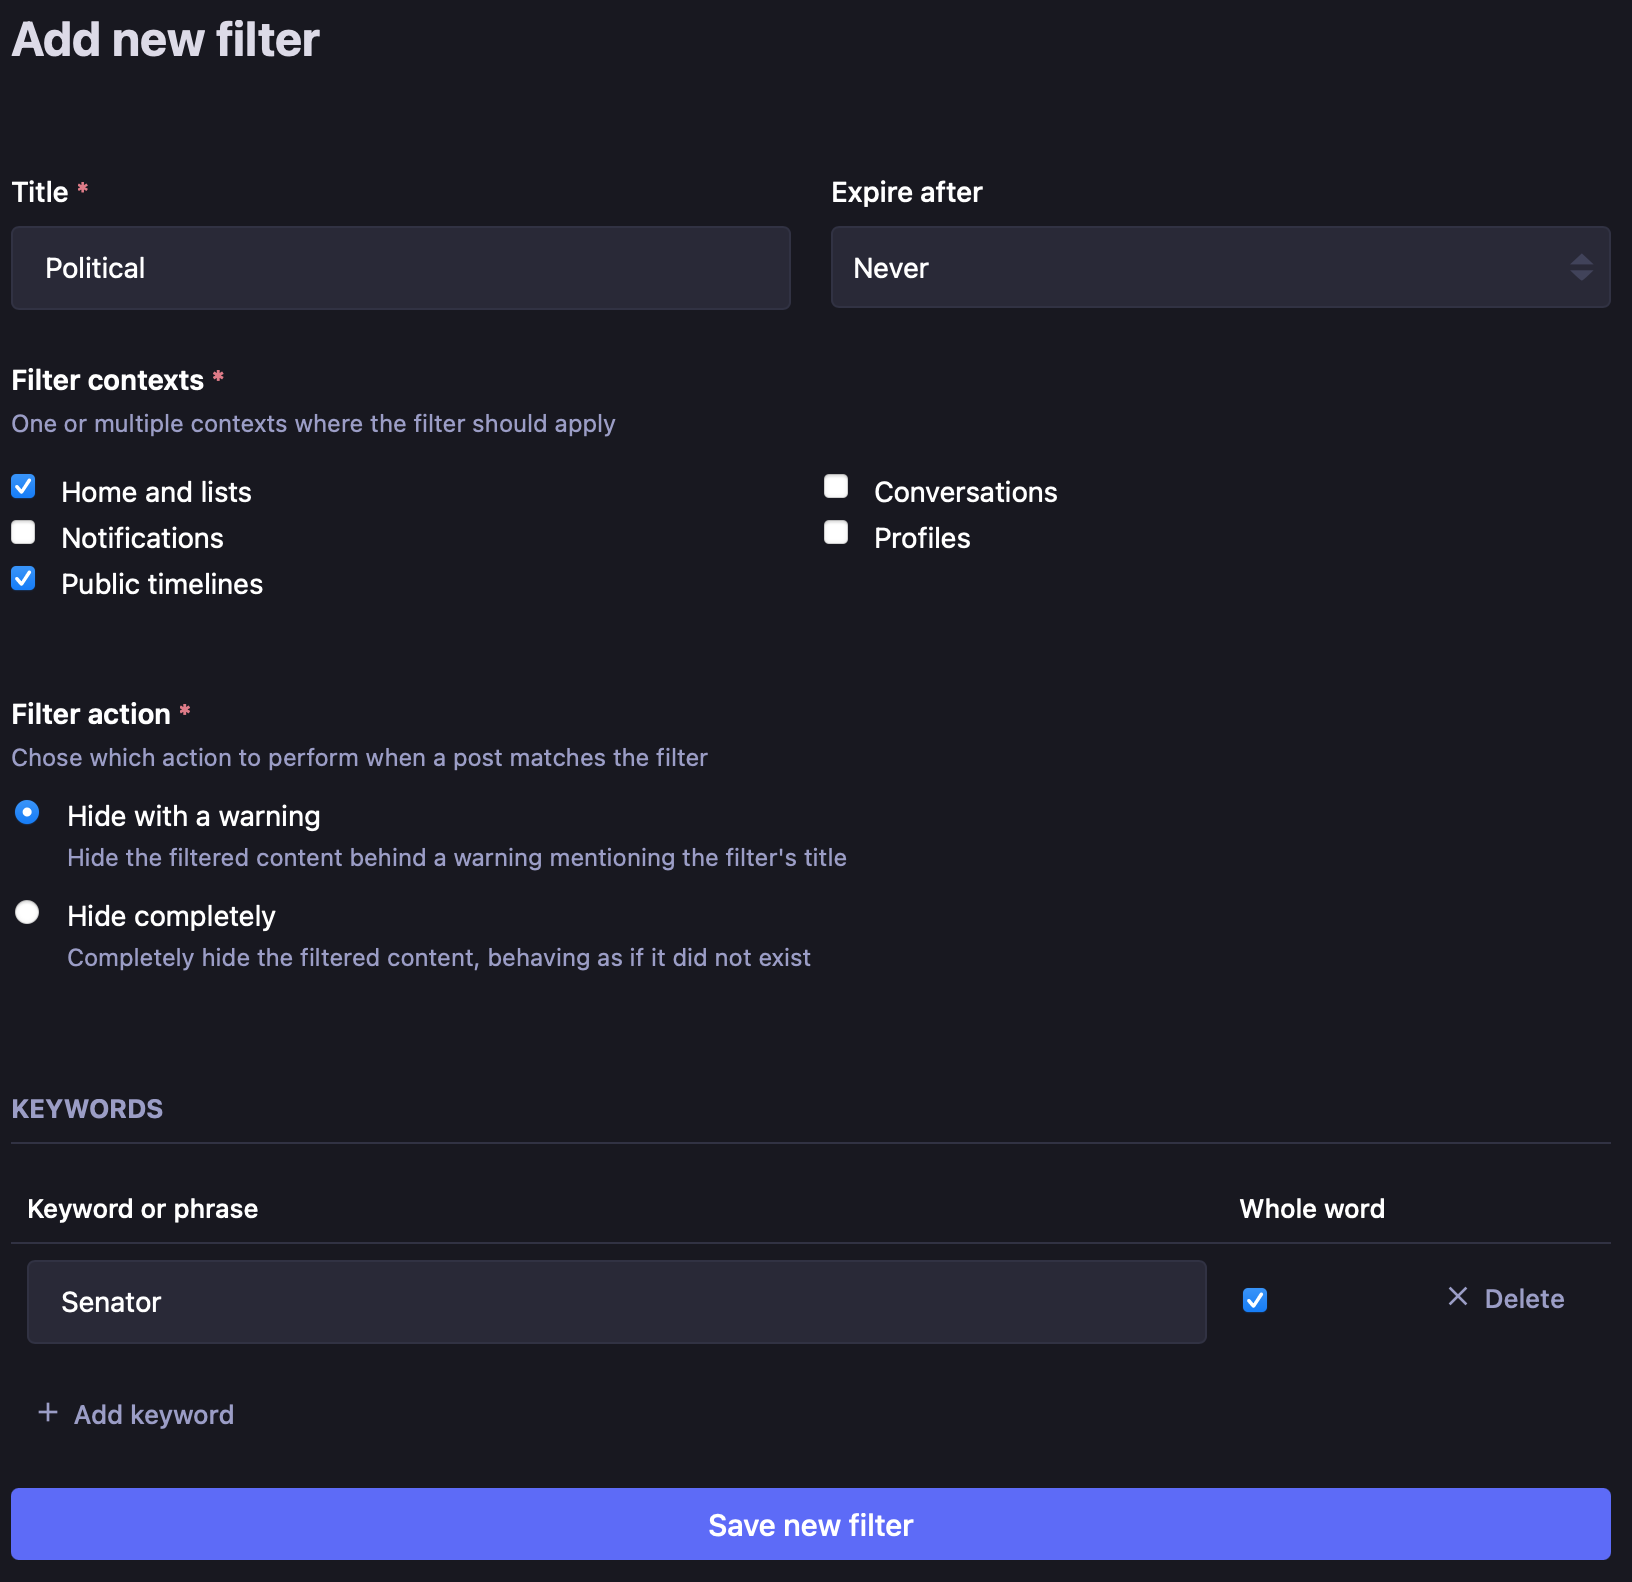 Add new filter
Title *
Expire after
Political
Never
Filter contexts *
One or multiple contexts where the filter should apply
Home and lists
Conversations
Notifications
Profiles
Public timelines
Filter action *
Chose which action to perform when a post matches the filter
Hide with a warning
Hide the filtered content behind a warning mentioning the filter's title
Hide completely
Completely hide the filtered content, behaving as if it did not exist
KEYWORDS
Keyword or phrase
Whole word
Senator
Delete
+ Add keyword
Save new filter